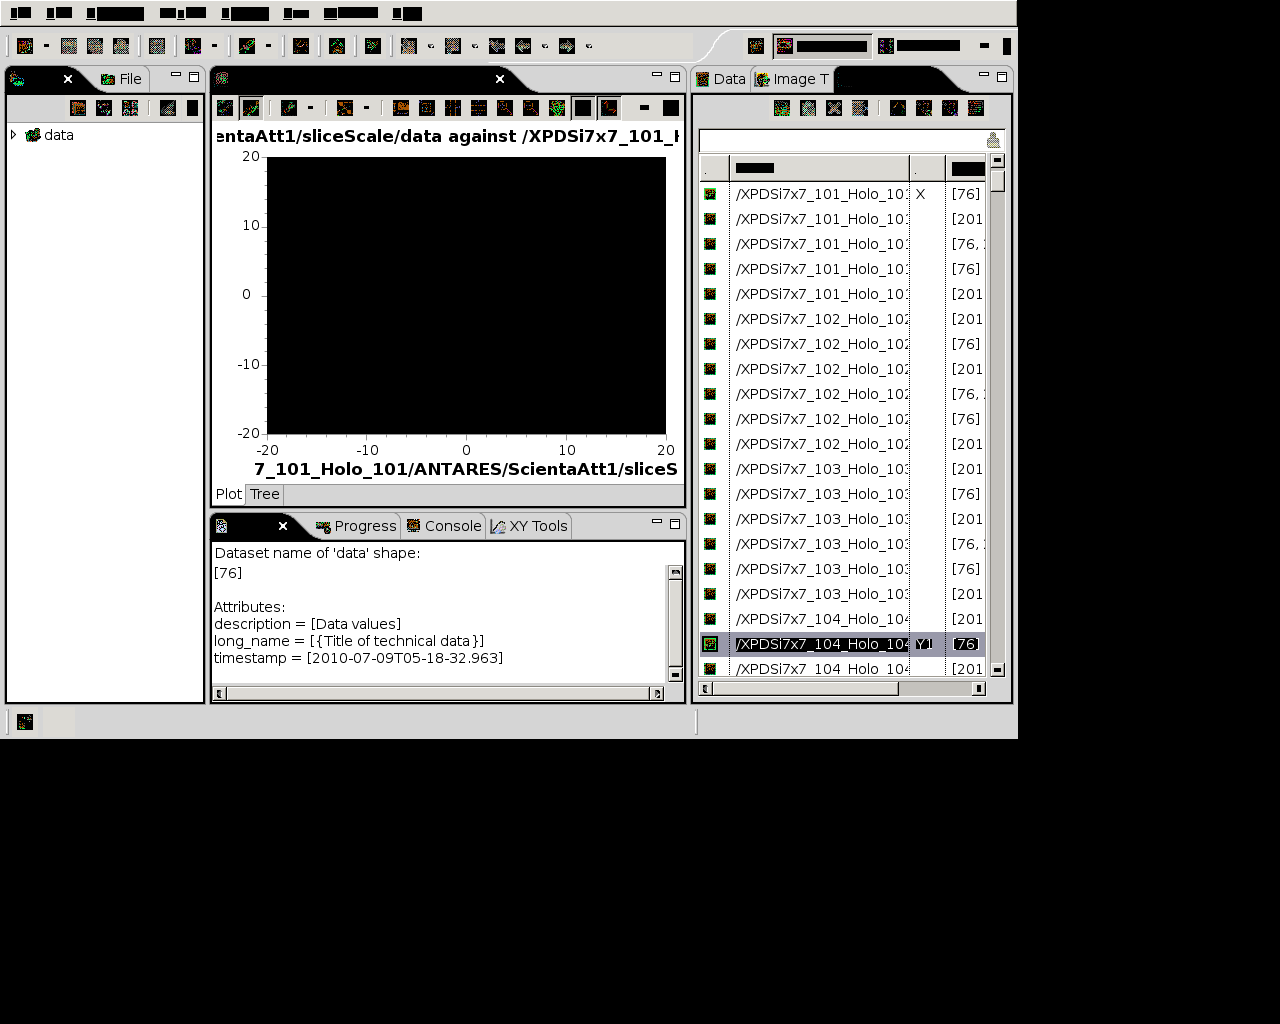 File
data
entaAtt1/sliceScale/data against /XPDSi7x7_101_H
20
10
0
-10
-20
-20 -10 0 10 20
7_101_Holo_101/ANTARES/ScientaAtt1/sliceS
Plot Tree
Progress Console XY Tools
Dataset name of 'data' shape:
[76]
Attributes:
description = [Data values]
long_name = [{Title of technical data}]
timestamp = [2010-07-09T05-18-32.963]
Data Image T
/XPDSi7x7_101_Holo_101 X [76]
/XPDSi7x7_101_Holo_101 [201
/XPDSi7x7_101_Holo_101 [76,
/XPDSi7x7_101_Holo_101 [76]
/XPDSi7x7_101_Holo_101 [201
/XPDSi7x7_102_Holo_102 [201
/XPDSi7x7_102_Holo_102 [76]
/XPDSi7x7_102_Holo_102 [201
/XPDSi7x7_102_Holo_102 [76,
/XPDSi7x7_102_Holo_102 [76]
/XPDSi7x7_102_Holo_102 [201
/XPDSi7x7_103_Holo_103 [201
/XPDSi7x7_103_Holo_103 [76]
/XPDSi7x7_103_Holo_103 [201
/XPDSi7x7_103_Holo_103 [76,
/XPDSi7x7_103_Holo_103 [76]
/XPDSi7x7_103_Holo_103 [201
/XPDSi7x7_104_Holo_104 [201
/XPDSi7x7_104_Holo_104 Y1 [76]
/XPDSi7x7_104_Holo_104 [201